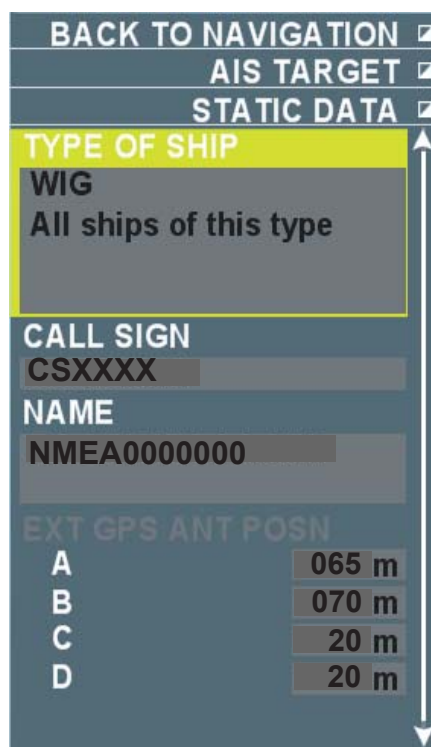 BACK TO NAVIGATION
AIS TARGET
STATIC DATA
TYPE OF SHIP
WIG
All ships of this type
CALL SIGN
CSXXXX
NAME
NMEA0000000
EXT GPS ANT POSN
A 065 m
B 070 m
C 20 m
D 20 m